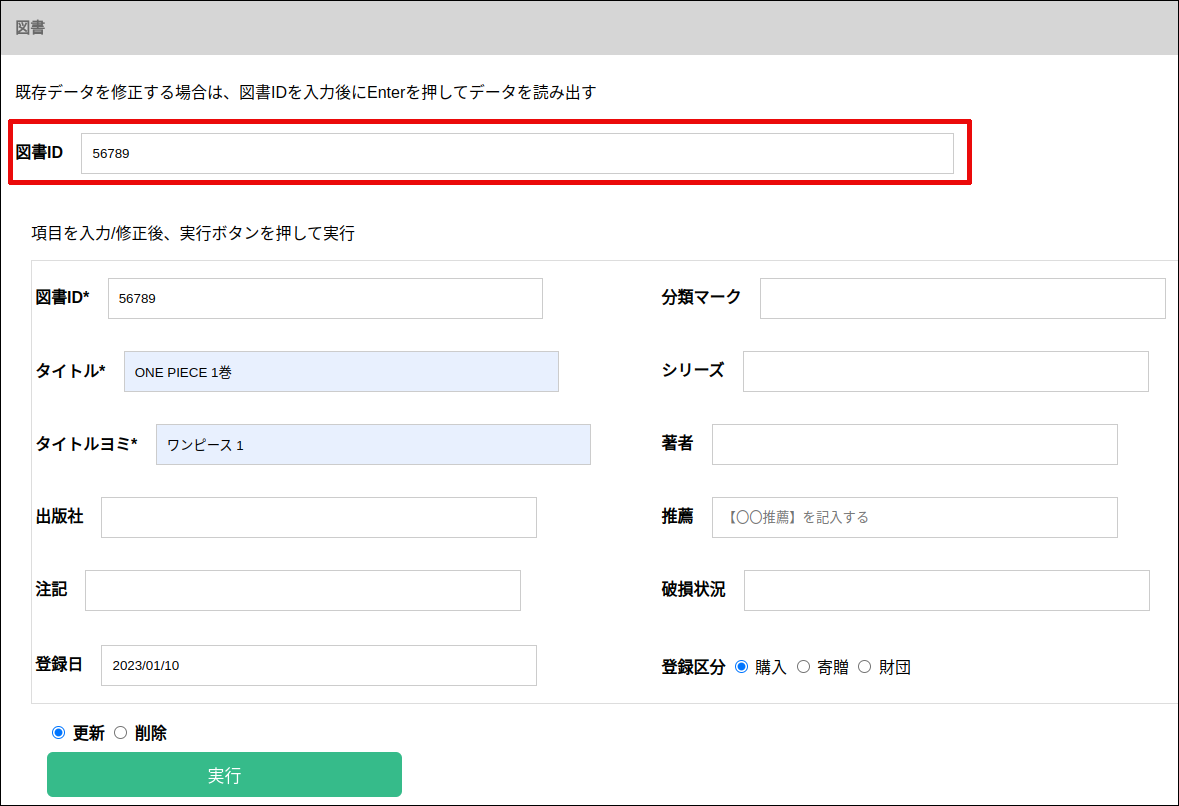 図書
既存データを修正する場合は、図書IDを入力後にEnterを押してデータを読み出す
図書ID 56789
項目を入力/修正後、実行ボタンを押して実行
図書ID* 56789 分類マーク
タイトル* ONE PIECE 1巻 シリーズ
タイトルヨミ* ワンピース 1 著者
出版社 推薦 【〇〇推薦】を記入する
注記 破損状況
登録日 2023/01/10 登録区分 購入 寄贈 財団
更新 削除
実行